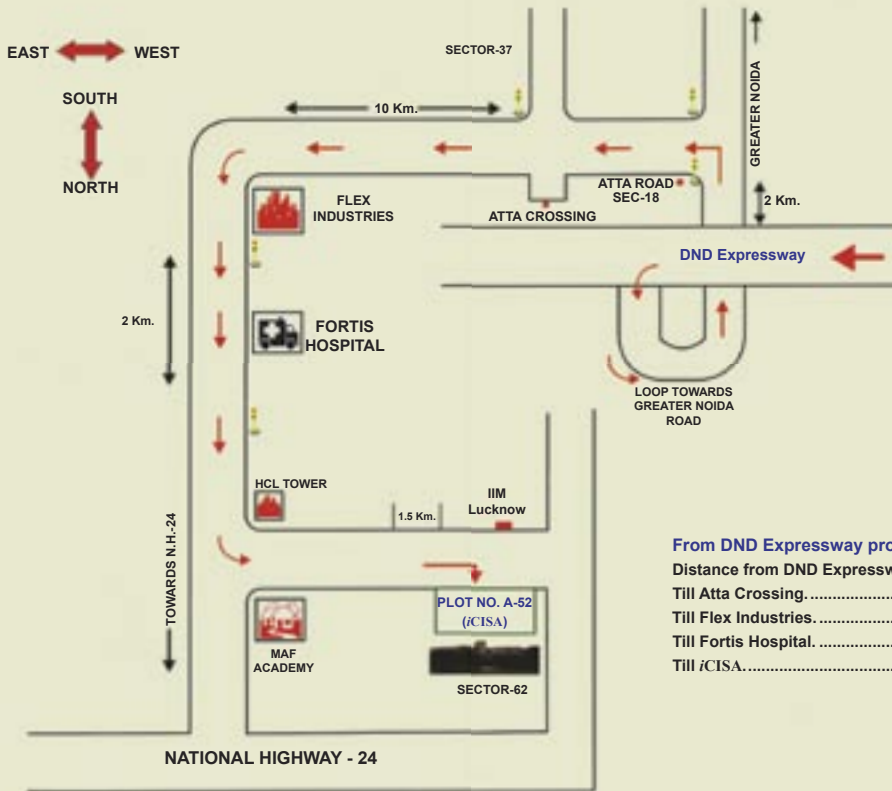 SECTOR-37
EAST WEST
SOUTH
NORTH
10 Km.
GREATER NOIDA
FLEX
INDUSTRIES
ATTA CROSSING
ATTA ROAD
SEC-18
2 Km.
DND Expressway
2 Km.
FORTIS
HOSPITAL
LOOP TOWARDS
GREATER NOIDA
ROAD
HCL TOWER
1.5 Km.
IIM
Lucknow
TOWARDS N.H.-24
PLOT NO. A-52
(iCISA)
MAF
ACADEMY
SECTOR-62
NATIONAL HIGHWAY - 24
From DND Expressway
Distance from DND
Till Atta Crossing.
Till Flex Industries.
Till Fortis Hospital.
Till iCISA.